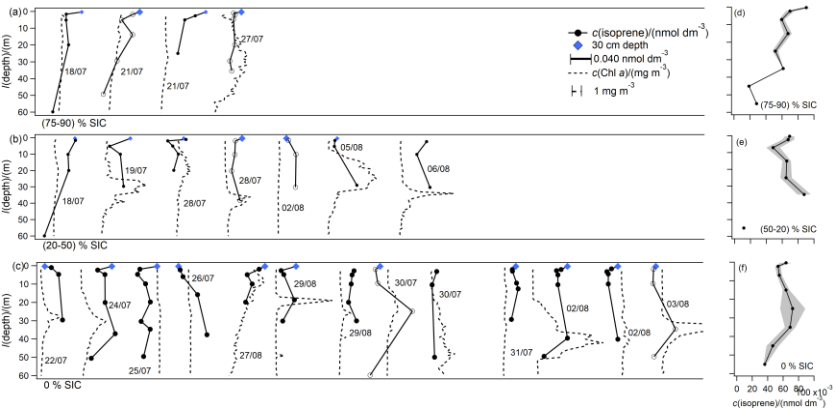 (a)
0
10
20
30
40
50
60
l(depth)/(m)
18/07
21/07
21/07
27/07
(75-90) % SIC
c(isoprene)/(nmol dm⁻³)
30 cm depth
0.040 nmol dm⁻³
c(Chl a)/(mg m⁻³)
1 mg m⁻³
(d)
(75-90) % SIC
(b)
0
10
20
30
40
50
60
l(depth)/(m)
18/07
19/07
28/07
28/07
02/08
05/08
06/08
(20-50) % SIC
(e)
(50-20) % SIC
(c)
0
10
20
30
40
50
60
l(depth)/(m)
22/07
24/07
25/07
26/07
27/08
29/08
29/08
30/07
30/07
31/07
02/08
02/08
03/08
0 % SIC
(f)
0 % SIC
0 20 40 60 80 100 x10⁻³
c(isoprene)/(nmol dm⁻³)